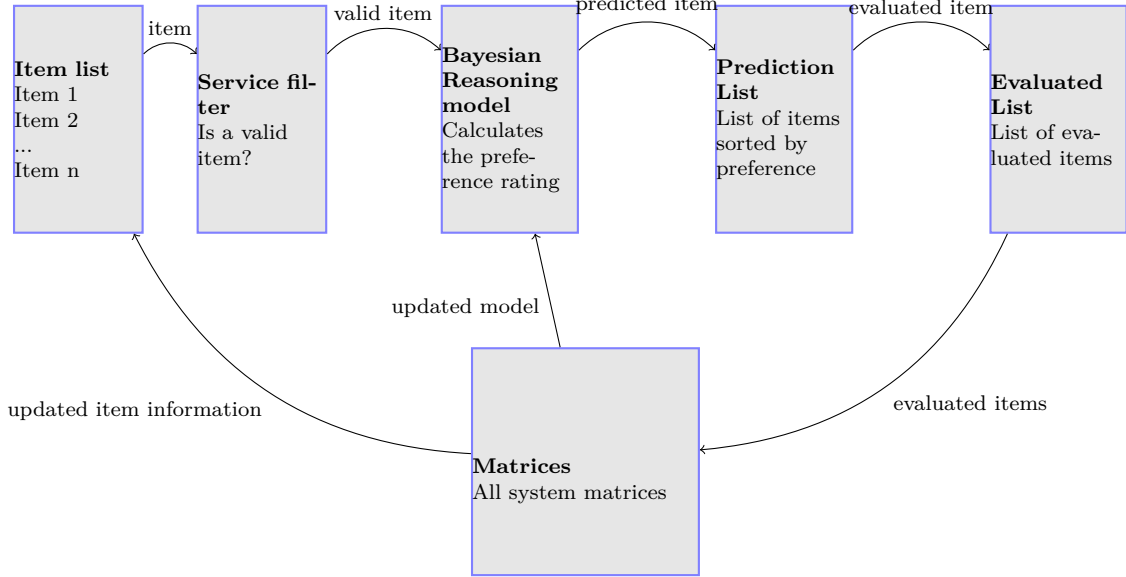 item
valid item
predicted item
evaluated item
Item list
Item 1
Item 2
...
Item n
Service fil-
ter
Is a valid
item?
Bayesian
Reasoning
model
Calculates
the prefe-
rence rating
Prediction
List
List of items
sorted by
preference
Evaluated
List
List of eva-
luated items
updated model
updated item information
evaluated items
Matrices
All system matrices